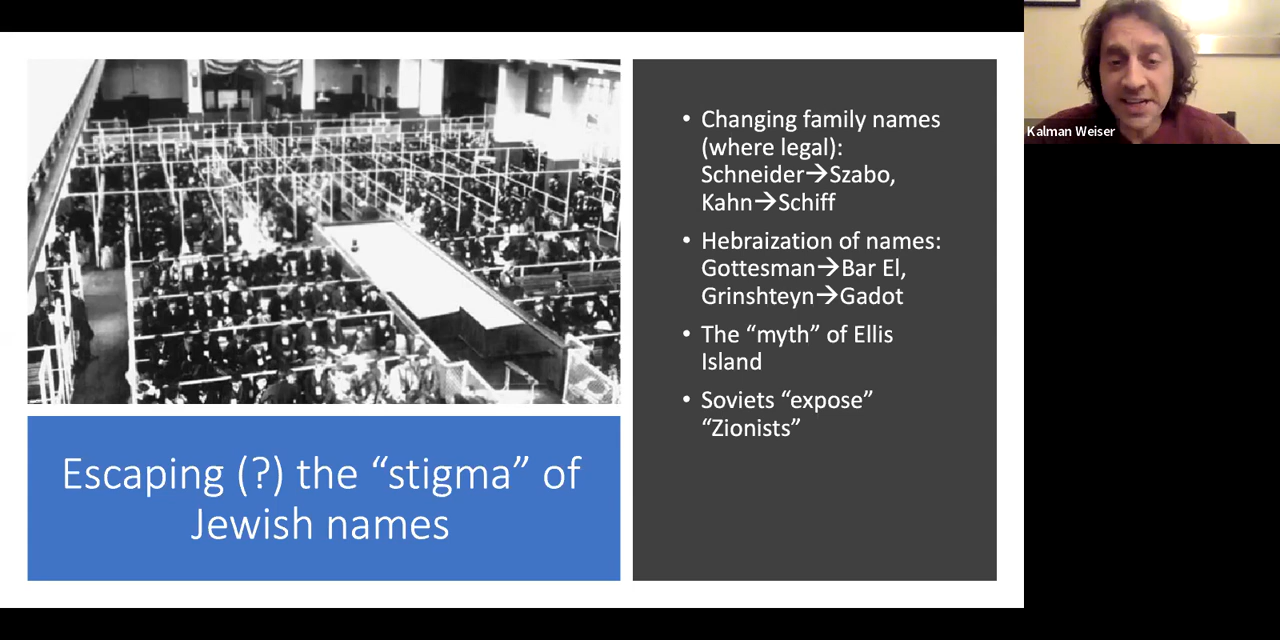 Escaping (?) the “stigma” of
Jewish names
• Changing family names
(where legal):
Schneider→Szabo,
Kahn→Schiff
• Hebraization of names:
Gottesman→Bar El,
Grinshteyn→Gadot
• The “myth” of Ellis
Island
• Soviets “expose”
“Zionists”
Kalman Weiser